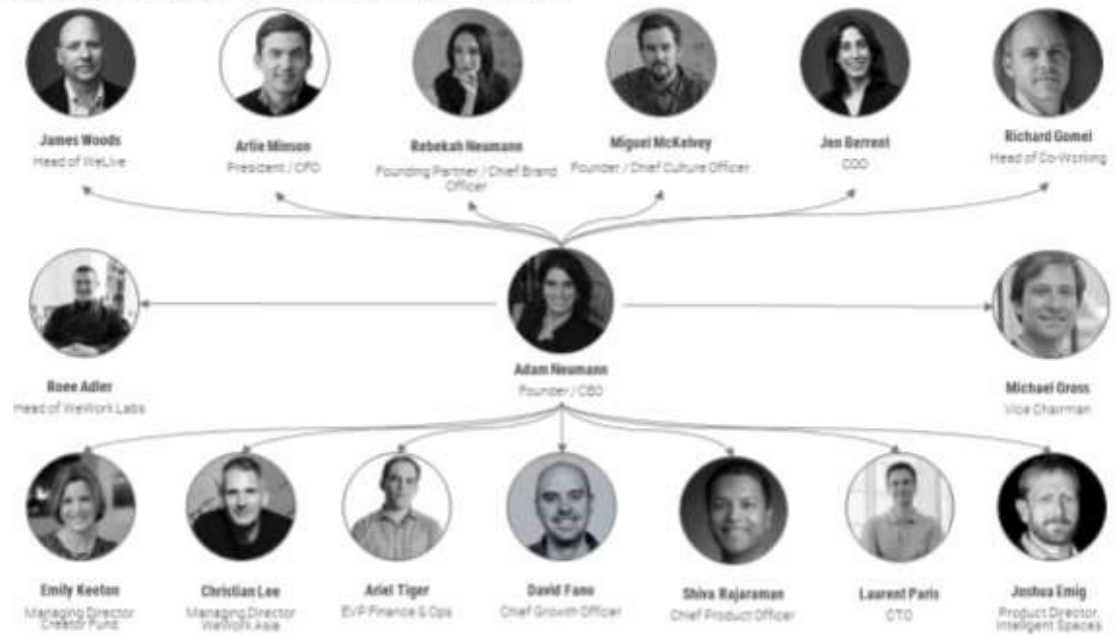 James Woods
Head of WeLive
Artie Minson
President / CFO
Rebekah Neumann
Founding Partner / Chief Brand
Officer
Miguel McKelvey
Founder / Chief Culture Officer
Jen Berrent
COO
Richard Gomel
Head of Co-Working
Roee Adler
Head of WeWork Labs
Adam Neumann
Founder / CEO
Michael Gross
Vice Chairman
Emily Keeton
Managing Director
Creator Fund
Christian Lee
Managing Director
WeWork Asia
Ariel Tiger
EVP Finance & Ops
David Fano
Chief Growth Officer
Shiva Rajaraman
Chief Product Officer
Laurent Paris
CTO
Joshua Emig
Product Director,
Intelligent Spaces